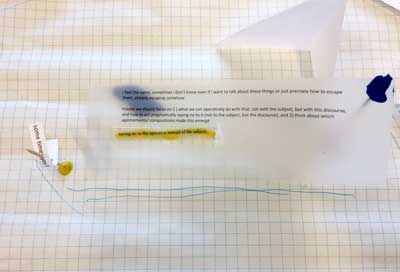 I feel the same, sometimes I don't know even if I want to talk about these things or just precisely how to escape
them, already escaping somehow
maybe we should focus on 1 ) what we can operatively do with that, not with the subject, but with this discourse,
and how to act pragmatically saying no to it (not to the subject, but the discourse), and 2) think about which
agencements/ compositions made this emerge
saying no to the opinion instead of the subject
some times